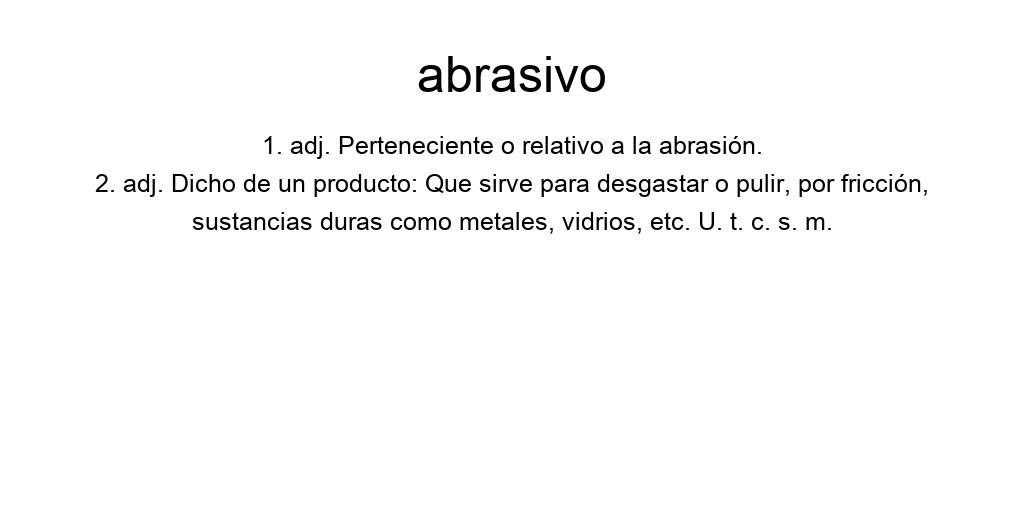 abrasivo
1. adj. Perteneciente o relativo a la abrasión.
2. adj. Dicho de un producto: Que sirve para desgastar o pulir, por fricción,
sustancias duras como metales, vidrios, etc. U. t. c. s. m.